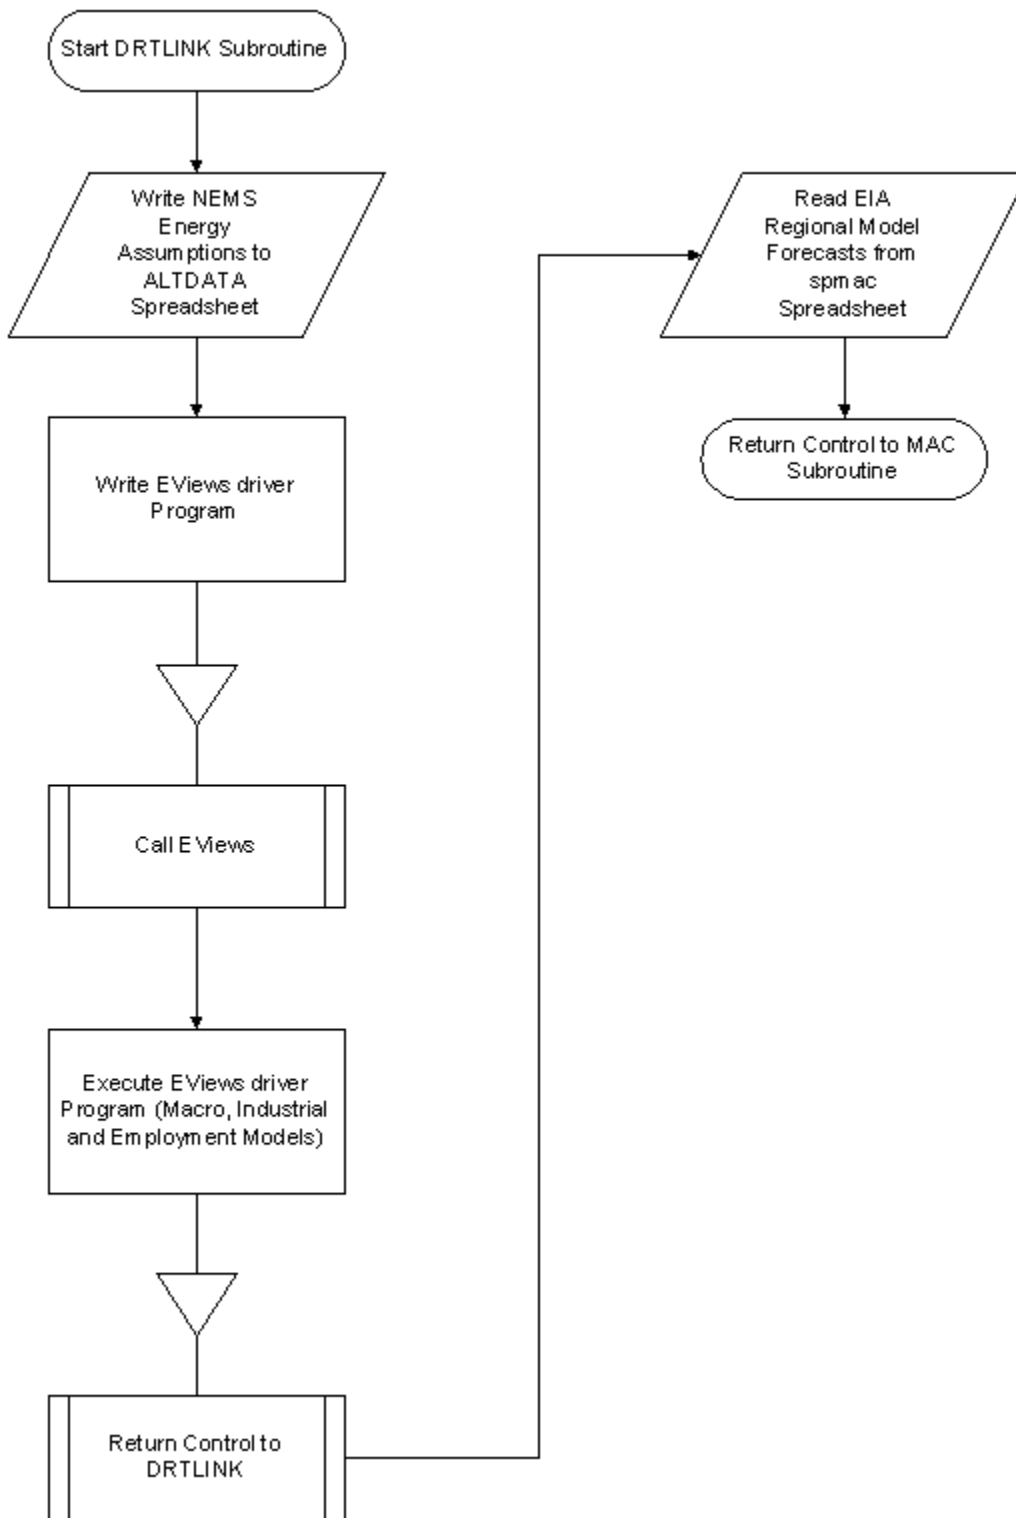 Start DRTLINK Subroutine
Write NEMS
Energy
Assumptions to
ALTDATA
Spreadsheet
Write EViews driver
Program
Call EViews
Execute EViews driver
Program (Macro, Industrial
and Employment Models)
Return Control to
DRTLINK
Read EIA
Regional Model
Forecasts from
spmac
Spreadsheet
Return Control to MAC
Subroutine